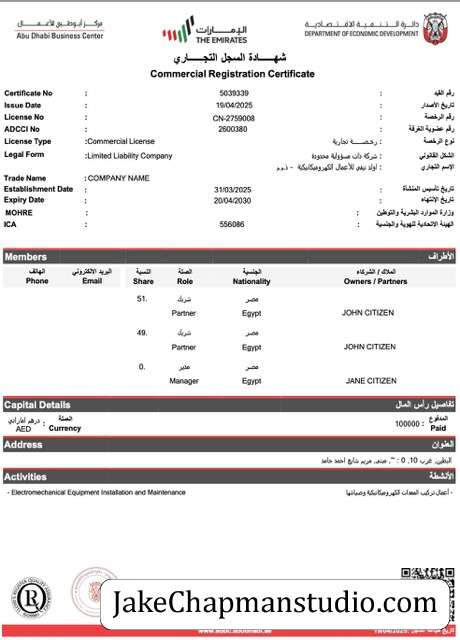 مركز أبوظبي للأعمال
Abu Dhabi Business Center
الإمارات
THE EMIRATES
دائرة التنمية الاقتصادية
DEPARTMENT OF ECONOMIC DEVELOPMENT
شهادة السجل التجاري
Commercial Registration Certificate
Certificate No : 5039339 : رقم القيد
Issue Date : 19/04/2025 : تاريخ الأصدار
License No : CN-2759008 : رقم الرخصة
ADCCI No : 2600380 : رقم عضوية الغرفة
License Type :Commercial License رخصة تجارية : نوع الرخصة
Legal Form :Limited Liability Company شركة ذات مسؤولية محدودة : الشكل القانوني
للأعمال الكهروميكانيكية - ذ.م.م : الإسم التجاري
Trade Name :COMPANY NAME
Establishment Date : 31/03/2025 : تاريخ تأسيس المنشأة
Expiry Date : 20/04/2030 : تاريخ الإنتهاء
MOHRE : : وزارة الموارد البشرية والتوطين
ICA : 556086 : الهيئة الاتحادية للهوية والجنسية
Members الأطراف
الهاتف البريد الالكتروني النسبة الصفة الجنسية الملاك / الشركاء
Phone Email Share Role Nationality Owners / Partners
51. شريك مصر
Partner Egypt JOHN CITIZEN
49. شريك مصر
Partner Egypt JOHN CITIZEN
0. مدير مصر
Manager Egypt JANE CITIZEN
Capital Details تفاصيل رأس المال
درهم اماراتي : العملة 100000 : المدفوع
AED Currency Paid
Address العنوان
البطين, غرب 10, 0 : مبنى, مريم شايع احمد حامد
Activities الأنشطة
- Electromechanical Equipment Installation and Maintenance - أعمال تركيب المعدات الكهروميكانيكية وصيانتها
JakeChapmanstudio.com